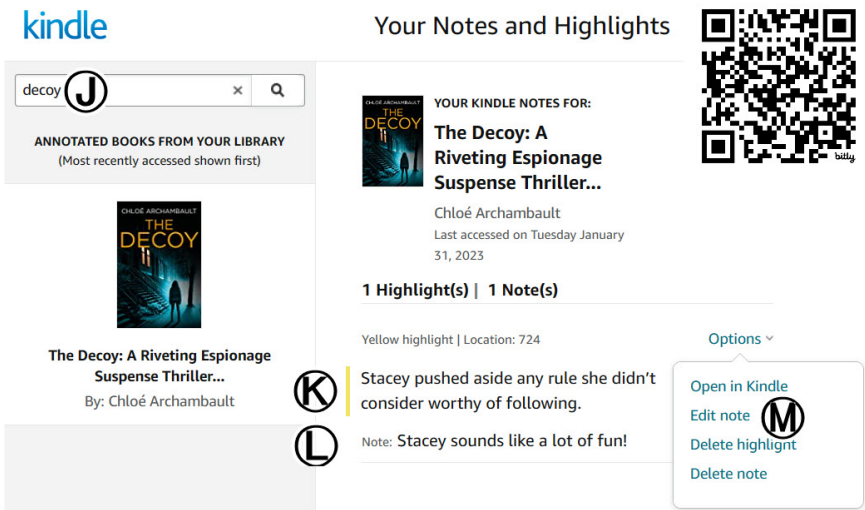 kindle
Your Notes and Highlights
bitly
decoy J
ANNOTATED BOOKS FROM YOUR LIBRARY
(Most recently accessed shown first)
CHLOÉ ARCHAMBAULT
THE
DECOY
The Decoy: A Riveting Espionage
Suspense Thriller...
By: Chloé Archambault
CHLOÉ ARCHAMBAULT
THE
DECOY
YOUR KINDLE NOTES FOR:
The Decoy: A
Riveting Espionage
Suspense Thriller...
Chloé Archambault
Last accessed on Tuesday January
31, 2023
1 Highlight(s) | 1 Note(s)
Yellow highlight | Location: 724
Options
K
Stacey pushed aside any rule she didn't
consider worthy of following.
L
Note: Stacey sounds like a lot of fun!
Open in Kindle
Edit note M
Delete highlight
Delete note